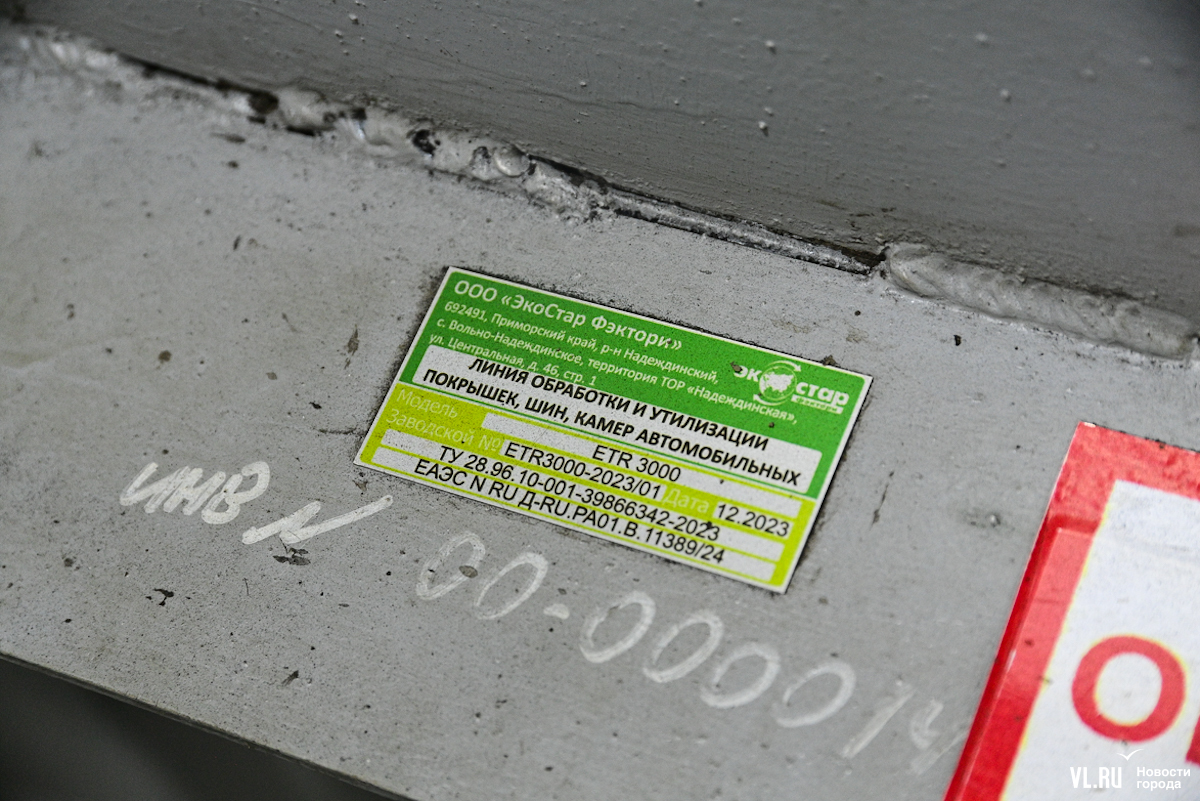 ООО «ЭкоСтар Фэктори»
692491, Приморский край, р-н Надеждинский,
с. Вольно-Надеждинское, территория ТОР «Надеждинская»,
ул. Центральная, д. 46, стр. 1
экостар
фэктори
ЛИНИЯ ОБРАБОТКИ И УТИЛИЗАЦИИ
ПОКРЫШЕК, ШИН, КАМЕР АВТОМОБИЛЬНЫХ
Модель ETR 3000
Заводской № ETR3000-2023/01 Дата 12.2023
ТУ 28.96.10-001-39866342-2023
ЕАЭС N RU Д-RU.РА01.В.11389/24
ИНВ N 00-000014
VL.RU Новости
города